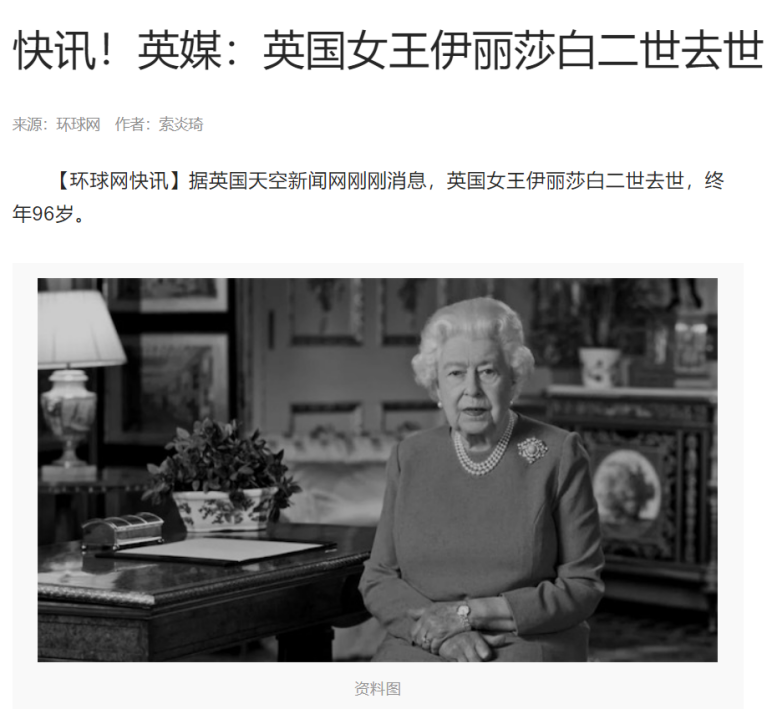 快讯！英媒：英国女王伊丽莎白二世去世
来源：环球网 作者：索炎琦
【环球网快讯】据英国天空新闻网刚刚消息，英国女王伊丽莎白二世去世，终
年96岁。
资料图